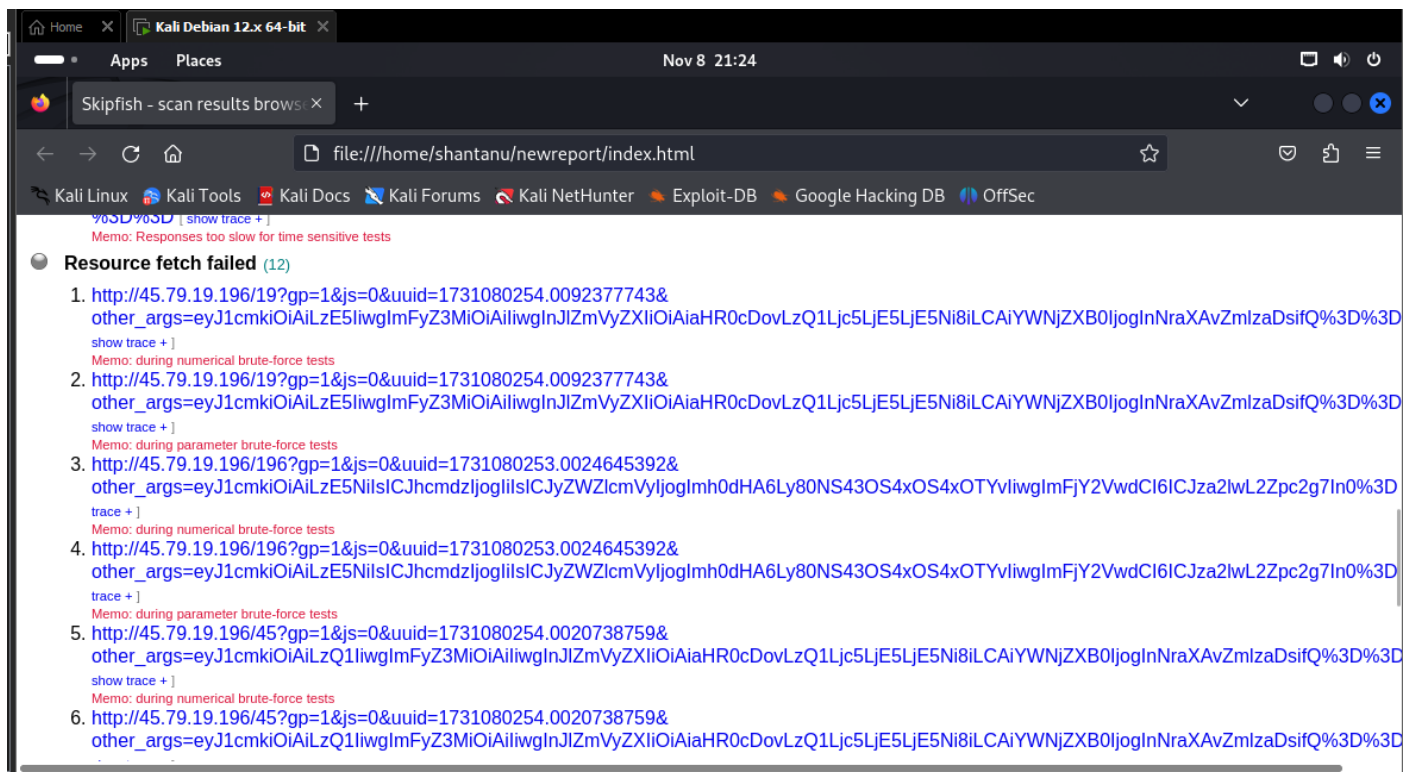 Home
Kali Debian 12.x 64-bit
Apps Places Nov 8 21:24
Skipfish - scan results brows
file:///home/shantanu/newreport/index.html
Kali Linux Kali Tools Kali Docs Kali Forums Kali NetHunter Exploit-DB Google Hacking DB OffSec
%3D%3D [ show trace + ]
Memo: Responses too slow for time sensitive tests
Resource fetch failed (12)
1. http://45.79.19.196/19?gp=1&js=0&uuid=1731080254.0092377743&
other_args=eyJ1cmkiOiAiLzE5IiwgImFyZ3MiOiAiIiwgInJlZmVyZXIiOiAiaHR0cDovLzQ1Ljc5LjE5LjE5Ni8iLCAiYWNjZXB0IjogInNraXAvZmlzaDsifQ%3D%3D
show trace + ]
Memo: during numerical brute-force tests
2. http://45.79.19.196/19?gp=1&js=0&uuid=1731080254.0092377743&
other_args=eyJ1cmkiOiAiLzE5IiwgImFyZ3MiOiAiIiwgInJlZmVyZXIiOiAiaHR0cDovLzQ1Ljc5LjE5LjE5Ni8iLCAiYWNjZXB0IjogInNraXAvZmlzaDsifQ%3D%3D
show trace + ]
Memo: during parameter brute-force tests
3. http://45.79.19.196/196?gp=1&js=0&uuid=1731080253.0024645392&
other_args=eyJ1cmkiOiAiLzE5NiIsICJhcmdzIjogIiIsICJyZWZlcmVyIjogImh0dHA6Ly80NS43OS4xOS4xOTYvIiwgImFjY2VwdCI6ICJza2lwL2Zpc2g7In0%3D
trace + ]
Memo: during numerical brute-force tests
4. http://45.79.19.196/196?gp=1&js=0&uuid=1731080253.0024645392&
other_args=eyJ1cmkiOiAiLzE5NiIsICJhcmdzIjogIiIsICJyZWZlcmVyIjogImh0dHA6Ly80NS43OS4xOS4xOTYvIiwgImFjY2VwdCI6ICJza2lwL2Zpc2g7In0%3D
trace + ]
Memo: during parameter brute-force tests
5. http://45.79.19.196/45?gp=1&js=0&uuid=1731080254.0020738759&
other_args=eyJ1cmkiOiAiLzQ1IiwgImFyZ3MiOiAiIiwgInJlZmVyZXIiOiAiaHR0cDovLzQ1Ljc5LjE5LjE5Ni8iLCAiYWNjZXB0IjogInNraXAvZmlzaDsifQ%3D%3D
show trace + ]
Memo: during numerical brute-force tests
6. http://45.79.19.196/45?gp=1&js=0&uuid=1731080254.0020738759&
other_args=eyJ1cmkiOiAiLzQ1IiwgImFyZ3MiOiAiIiwgInJlZmVyZXIiOiAiaHR0cDovLzQ1Ljc5LjE5LjE5Ni8iLCAiYWNjZXB0IjogInNraXAvZmlzaDsifQ%3D%3D